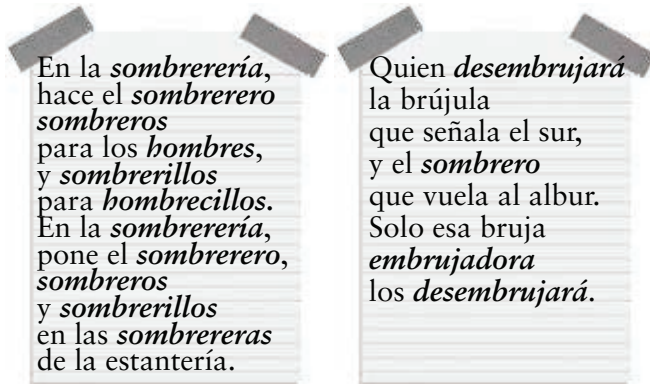 En la sombrerería,
hace el sombrerero
sombreros
para los hombres,
y sombrerillos
para hombrecillos.
En la sombrerería,
pone el sombrerero,
sombreros
y sombrerillos
en las sombrereras
de la estantería.
Quien desembrujará
la brújula
que señala el sur,
y el sombrero
que vuela al albur.
Solo esa bruja
embrujadora
los desembrujará.